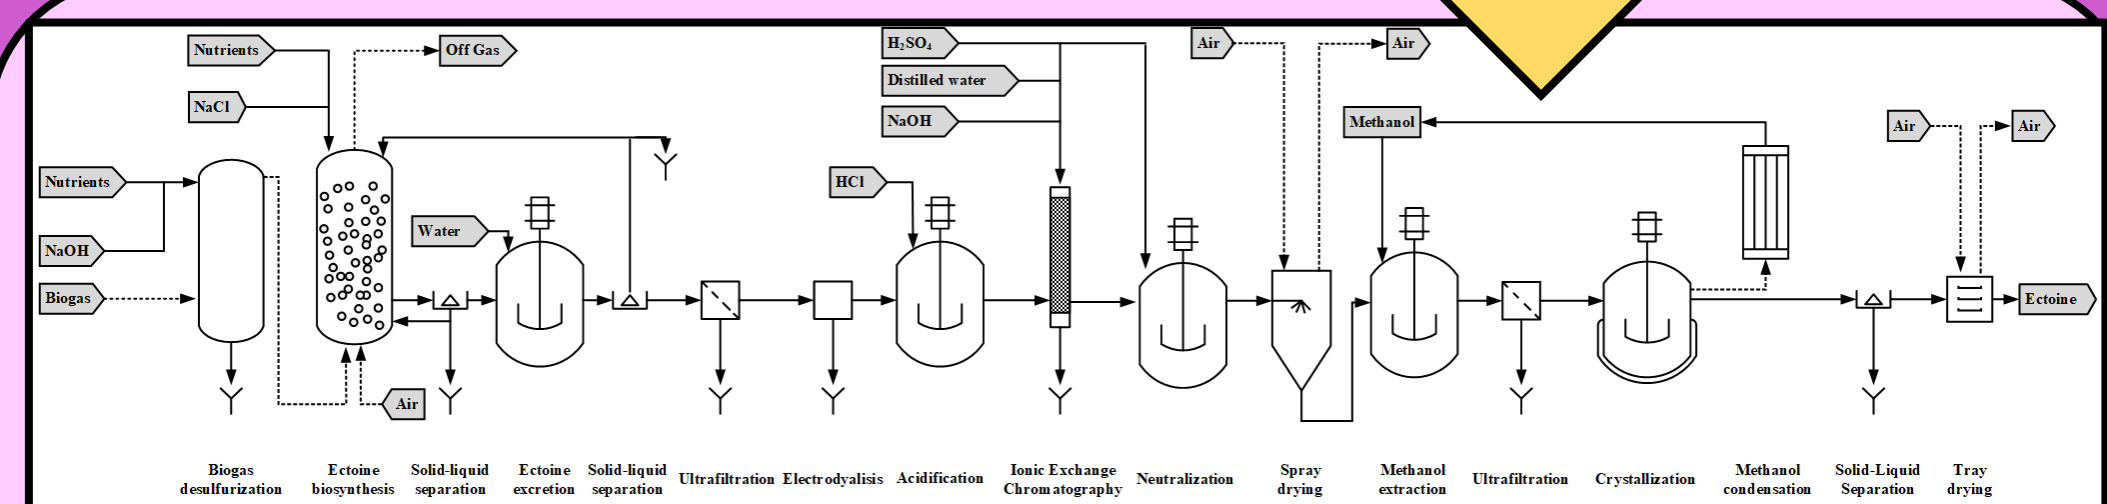 Nutrients
Off Gas
NaCl
Nutrients
NaOH
Biogas
Air
Water
HCl
H₂SO₄
Distilled water
NaOH
Air
Air
Methanol
Air
Air
Ectoine
Biogas
desulfurization
Ectoine
biosynthesis
Solid-liquid
separation
Ectoine
excretion
Solid-liquid
separation
Ultrafiltration
Electrodyalisis
Acidification
Ionic Exchange
Chromatography
Neutralization
Spray
drying
Methanol
extraction
Ultrafiltration
Crystallization
Methanol
condensation
Solid-Liquid
Separation
Tray
drying